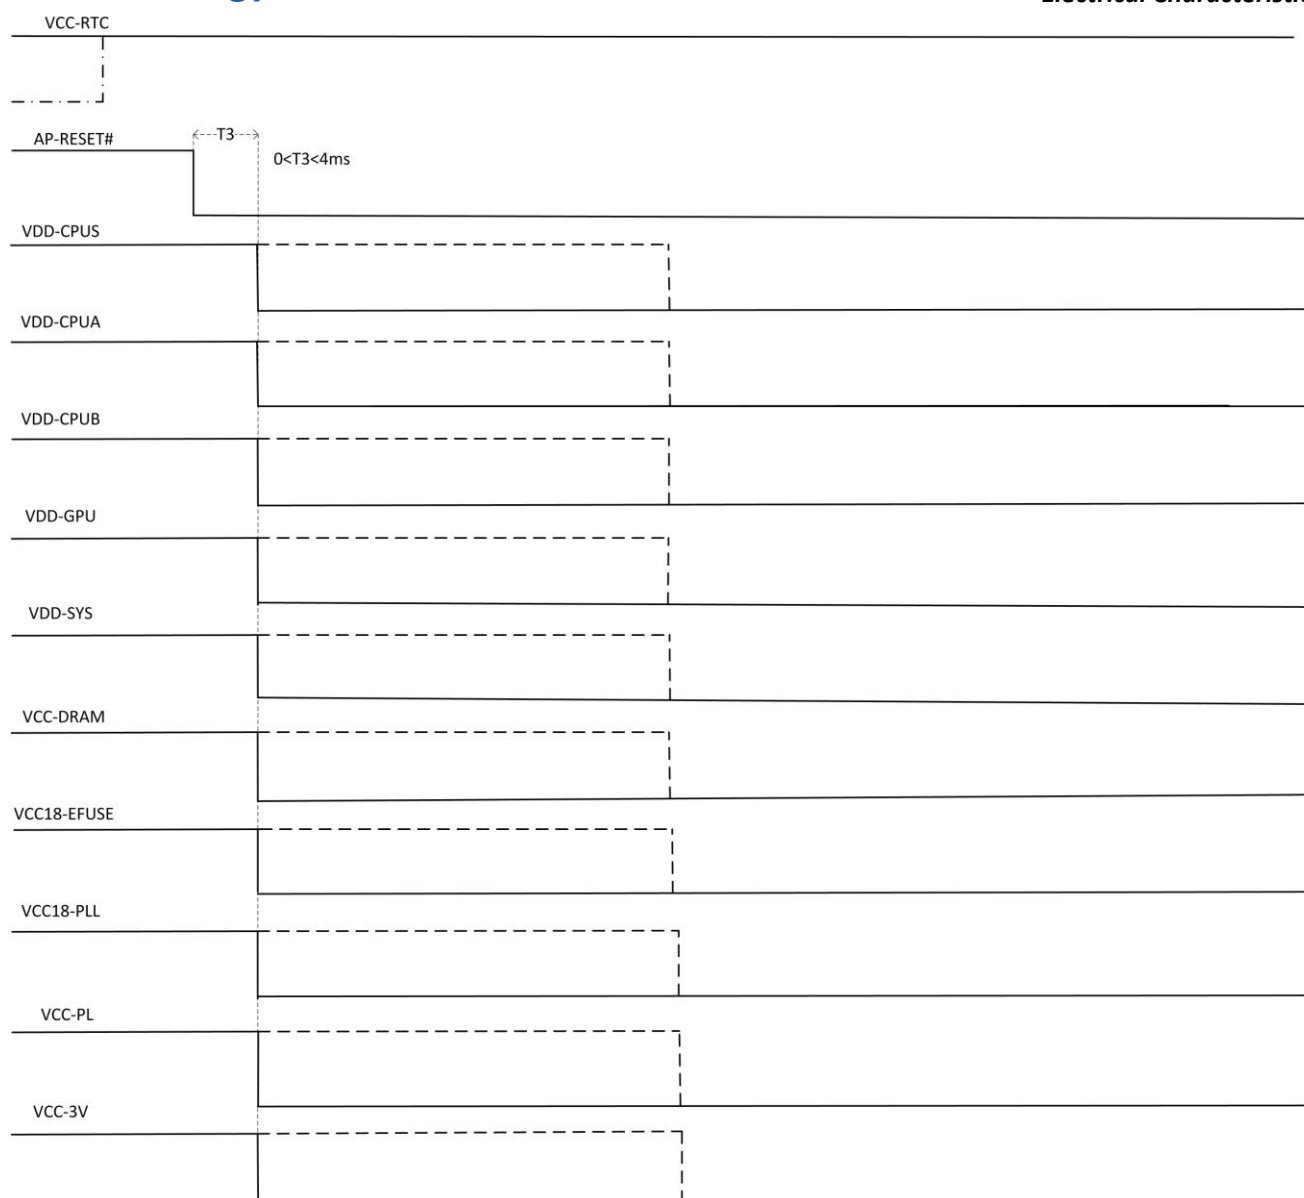 VCC-RTC
AP-RESET#
T3
0<T3<4ms
VDD-CPUS
VDD-CPUA
VDD-CPUB
VDD-GPU
VDD-SYS
VCC-DRAM
VCC18-EFUSE
VCC18-PLL
VCC-PL
VCC-3V